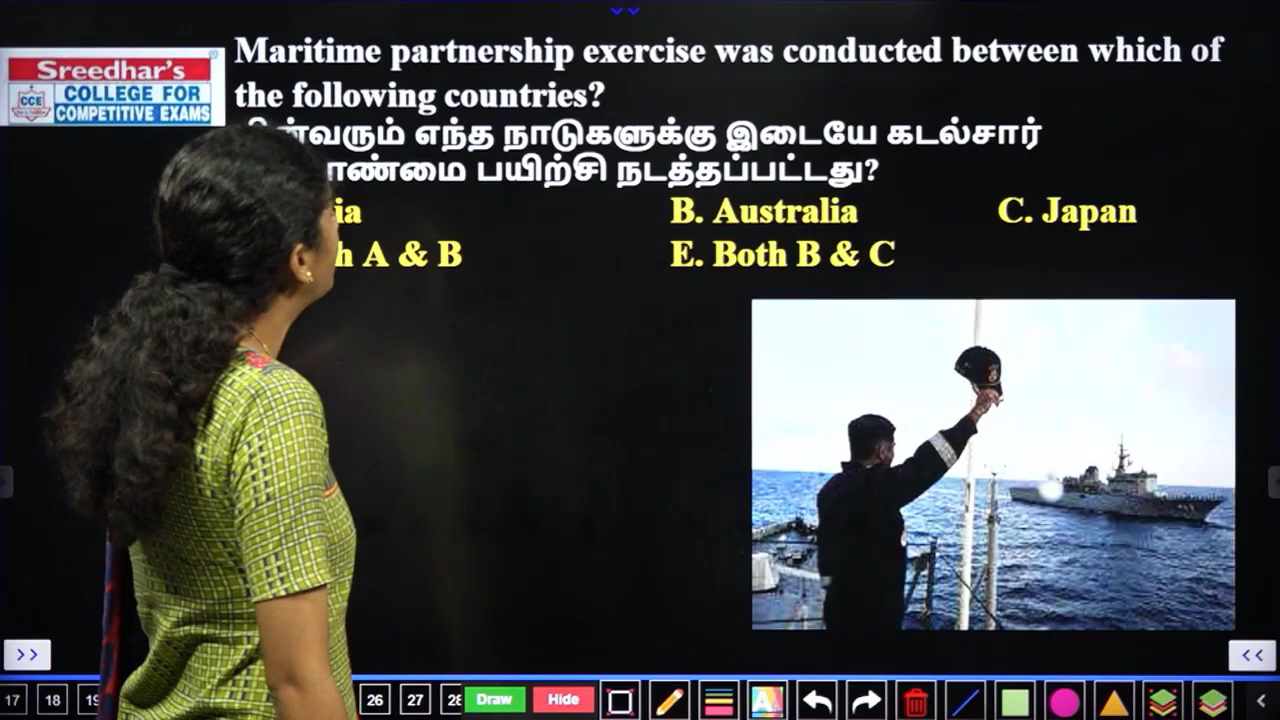 Sreedhar's
CCE
COLLEGE FOR
COMPETITIVE EXAMS
Maritime partnership exercise was conducted between which of
the following countries?
எந்த நாடுகளுக்கு இடையே கடல்சார்
பயிற்சி நடத்தப்பட்டது?
B. Australia C. Japan
A & B E. Both B & C
>> <<
17 18 26 27 28 Draw Hide A